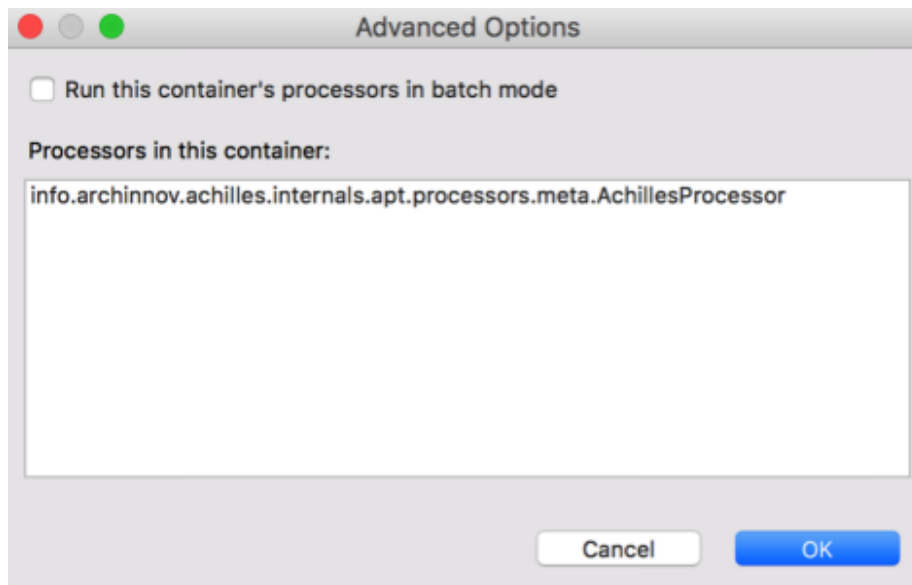 Advanced Options
Run this container's processors in batch mode
Processors in this container:
info.archinnov.achilles.internals.apt.processors.meta.AchillesProcessor
Cancel OK